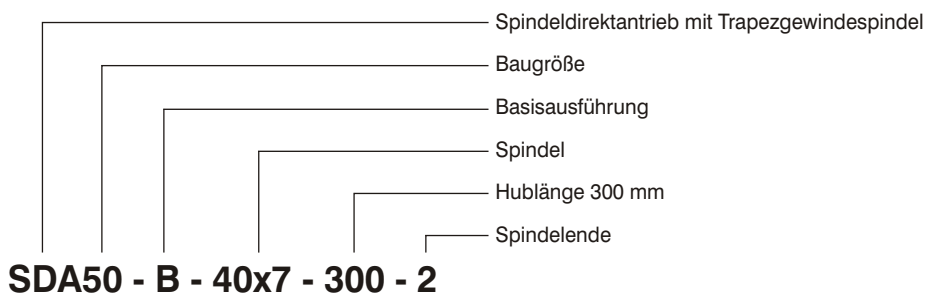 Spindeldirektantrieb mit Trapezgewindespindel
Baugröße
Basisausführung
Spindel
Hublänge 300 mm
Spindelende
SDA50 - B - 40x7 - 300 - 2